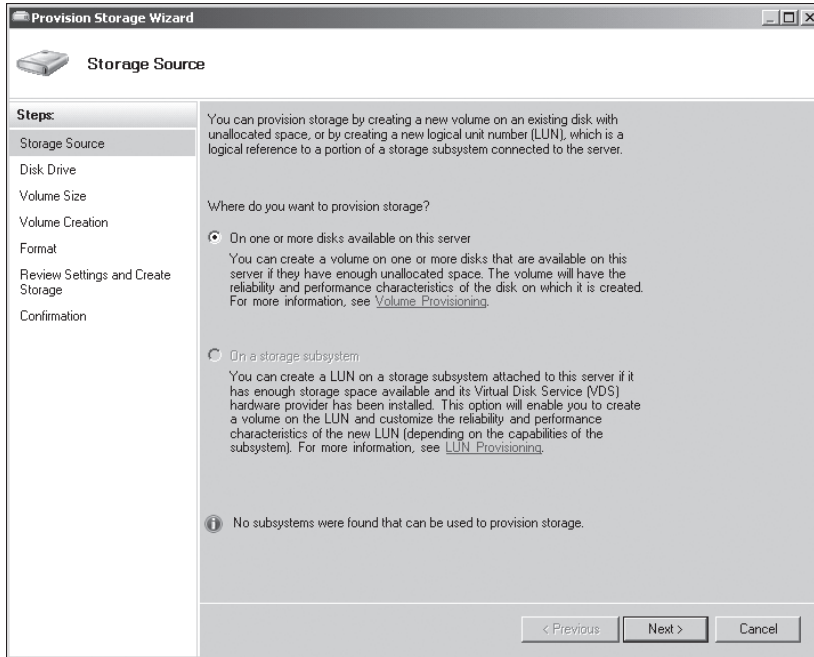 Provision Storage Wizard
Storage Source
Steps:
Storage Source
Disk Drive
Volume Size
Volume Creation
Format
Review Settings and Create
Storage
Confirmation
You can provision storage by creating a new volume on an existing disk with
unallocated space, or by creating a new logical unit number (LUN), which is a
logical reference to a portion of a storage subsystem connected to the server.
Where do you want to provision storage?
On one or more disks available on this server
You can create a volume on one or more disks that are available on this
server if they have enough unallocated space. The volume will have the
reliability and performance characteristics of the disk on which it is created.
For more information, see Volume Provisioning.
On a storage subsystem
You can create a LUN on a storage subsystem attached to this server if it
has enough storage space available and its Virtual Disk Service (VDS)
hardware provider has been installed. This option will enable you to create
a volume on the LUN and customize the reliability and performance
characteristics of the new LUN (depending on the capabilities of the
subsystem). For more information, see LUN Provisioning.
No subsystems were found that can be used to provision storage.
< Previous
Next >
Cancel